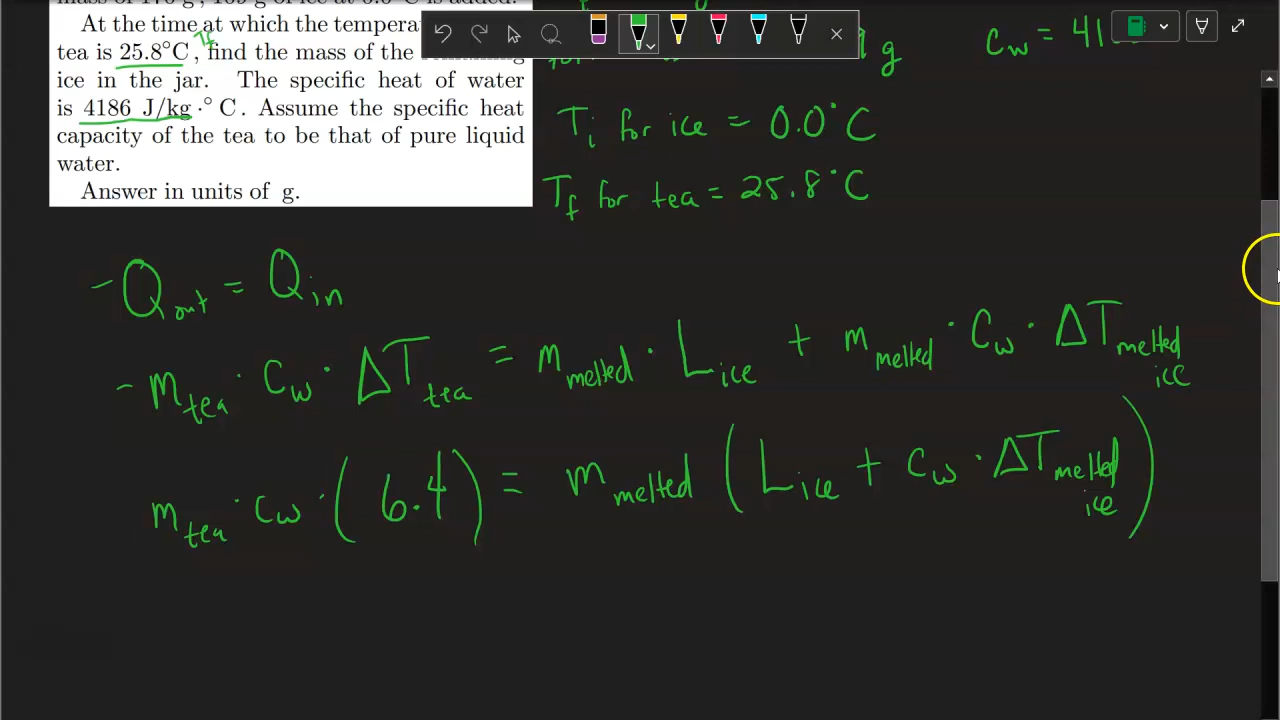 At the time at which the
tea is 25.8°C, find the mass of the
Tf
ice in the jar. The specific heat of water
is 4186 J/kg ·° C. Assume the specific heat
capacity of the tea to be that of pure liquid
water.
Answer in units of g.
g
Cw = 41
Ti for ice = 0.0°C
Tf for tea = 25.8°C
-Qout = Qin
-mtea · Cw · ΔTtea = mmelted · Lice + mmelted · Cw · ΔTmelted ice
mtea · Cw · (6.4) = mmelted (Lice + Cw · ΔTmelted ice)